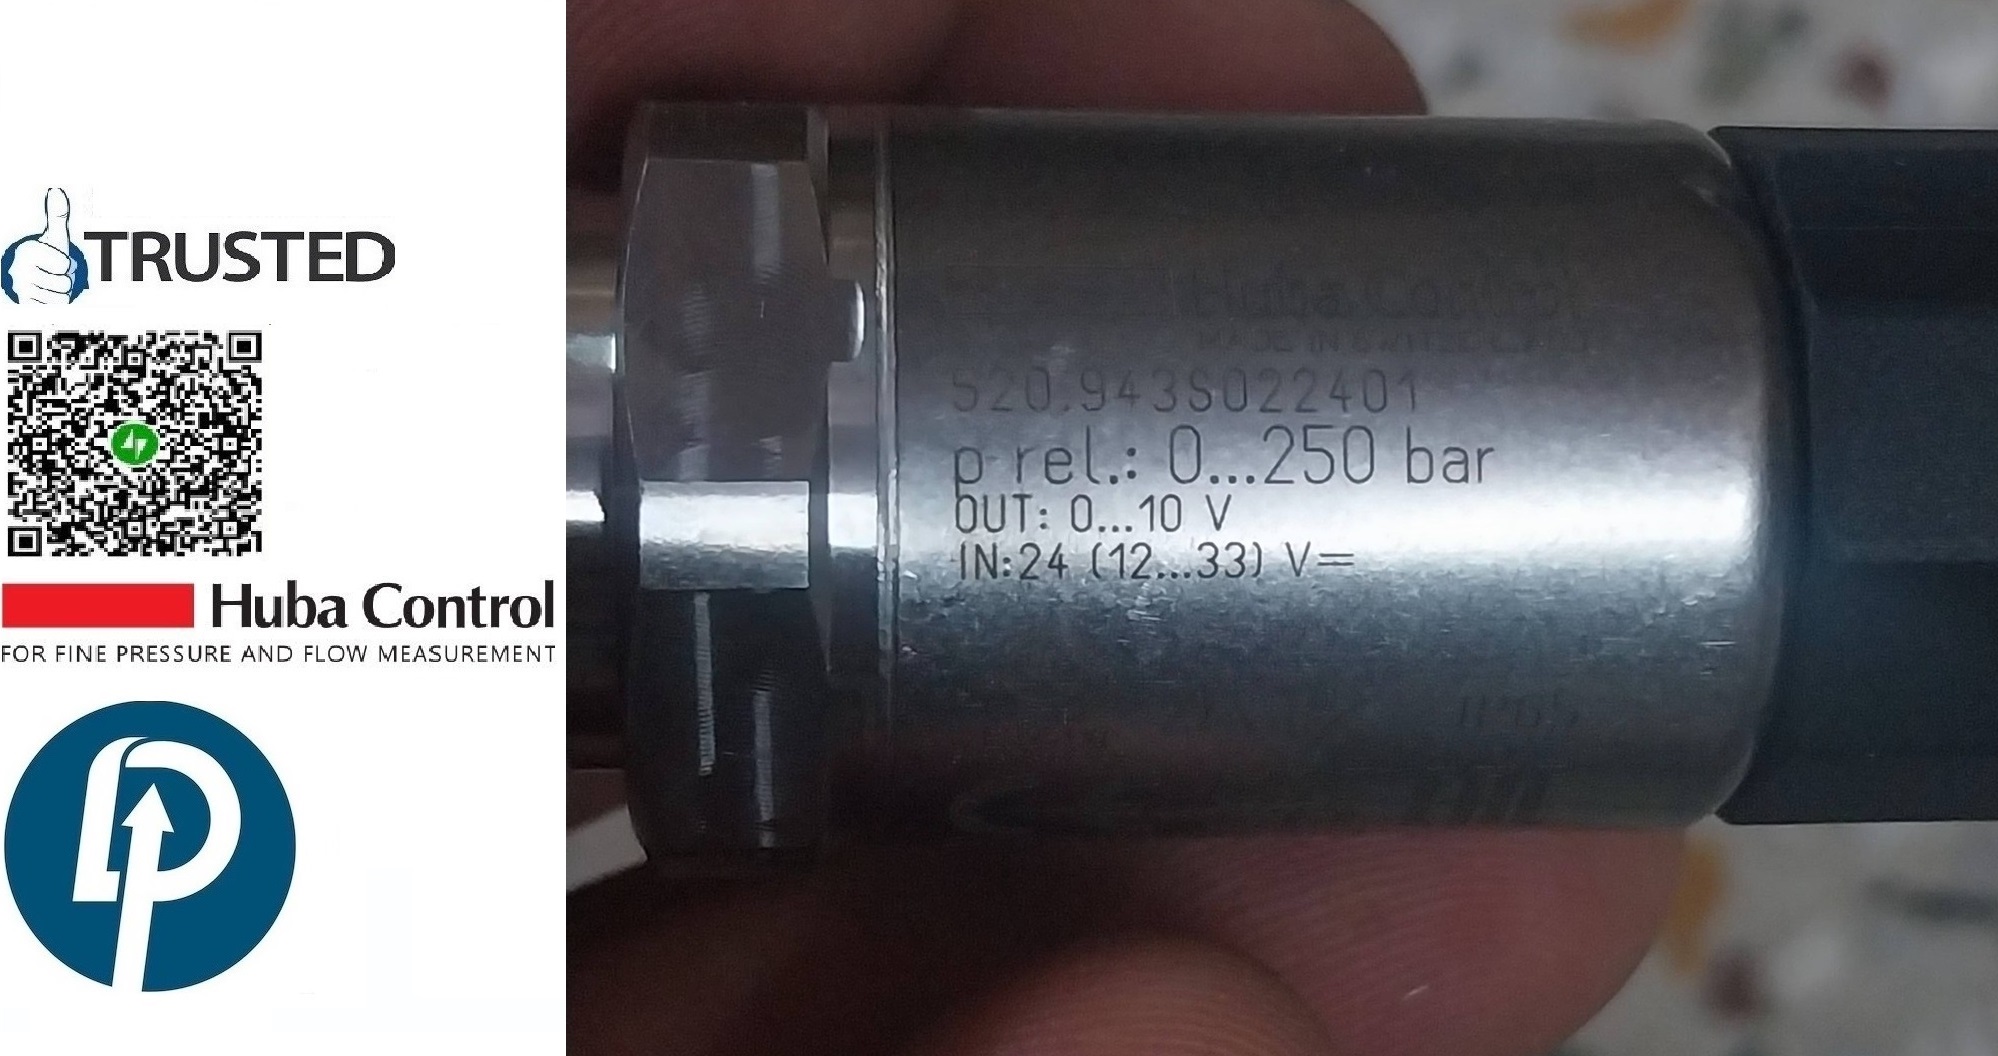 TRUSTED
Huba Control
FOR FINE PRESSURE AND FLOW MEASUREMENT
Huba Control
MADE IN SWITZERLAND
520.943S022401
p rel.: 0...250 bar
OUT: 0...10 V
IN:24 (12...33) V=
IP65